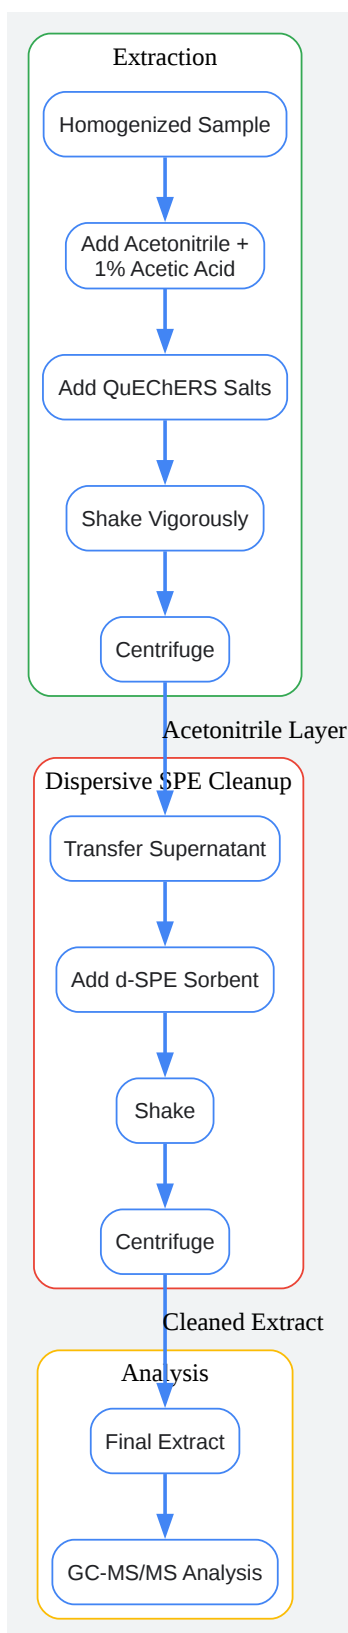 Extraction
Homogenized Sample
Add Acetonitrile +
1% Acetic Acid
Add QuEChERS Salts
Shake Vigorously
Centrifuge
Acetonitrile Layer
Dispersive SPE Cleanup
Transfer Supernatant
Add d-SPE Sorbent
Shake
Centrifuge
Cleaned Extract
Analysis
Final Extract
GC-MS/MS Analysis